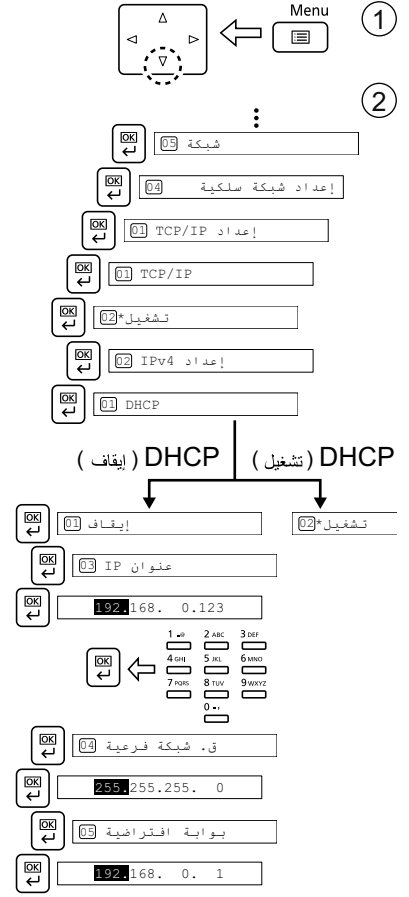 Menu
1
2
OK شبكة 05
OK إعداد شبكة سلكية 04
OK إعداد TCP/IP 01
OK 01 TCP/IP
OK تشغيل*02
OK إعداد IPv4 02
OK 01 DHCP
DHCP (إيقاف)
DHCP (تشغيل)
OK إيقاف 01
تشغيل*02
OK عنوان IP 03
OK 192.168. 0.123
1 .@ 2 ABC 3 DEF
OK 4 GHI 5 JKL 6 MNO
7 PQRS 8 TUV 9 WXYZ
0 -,
OK ق. شبكة فرعية 04
OK 255.255.255. 0
OK بوابة افتراضية 05
OK 192.168. 0. 1